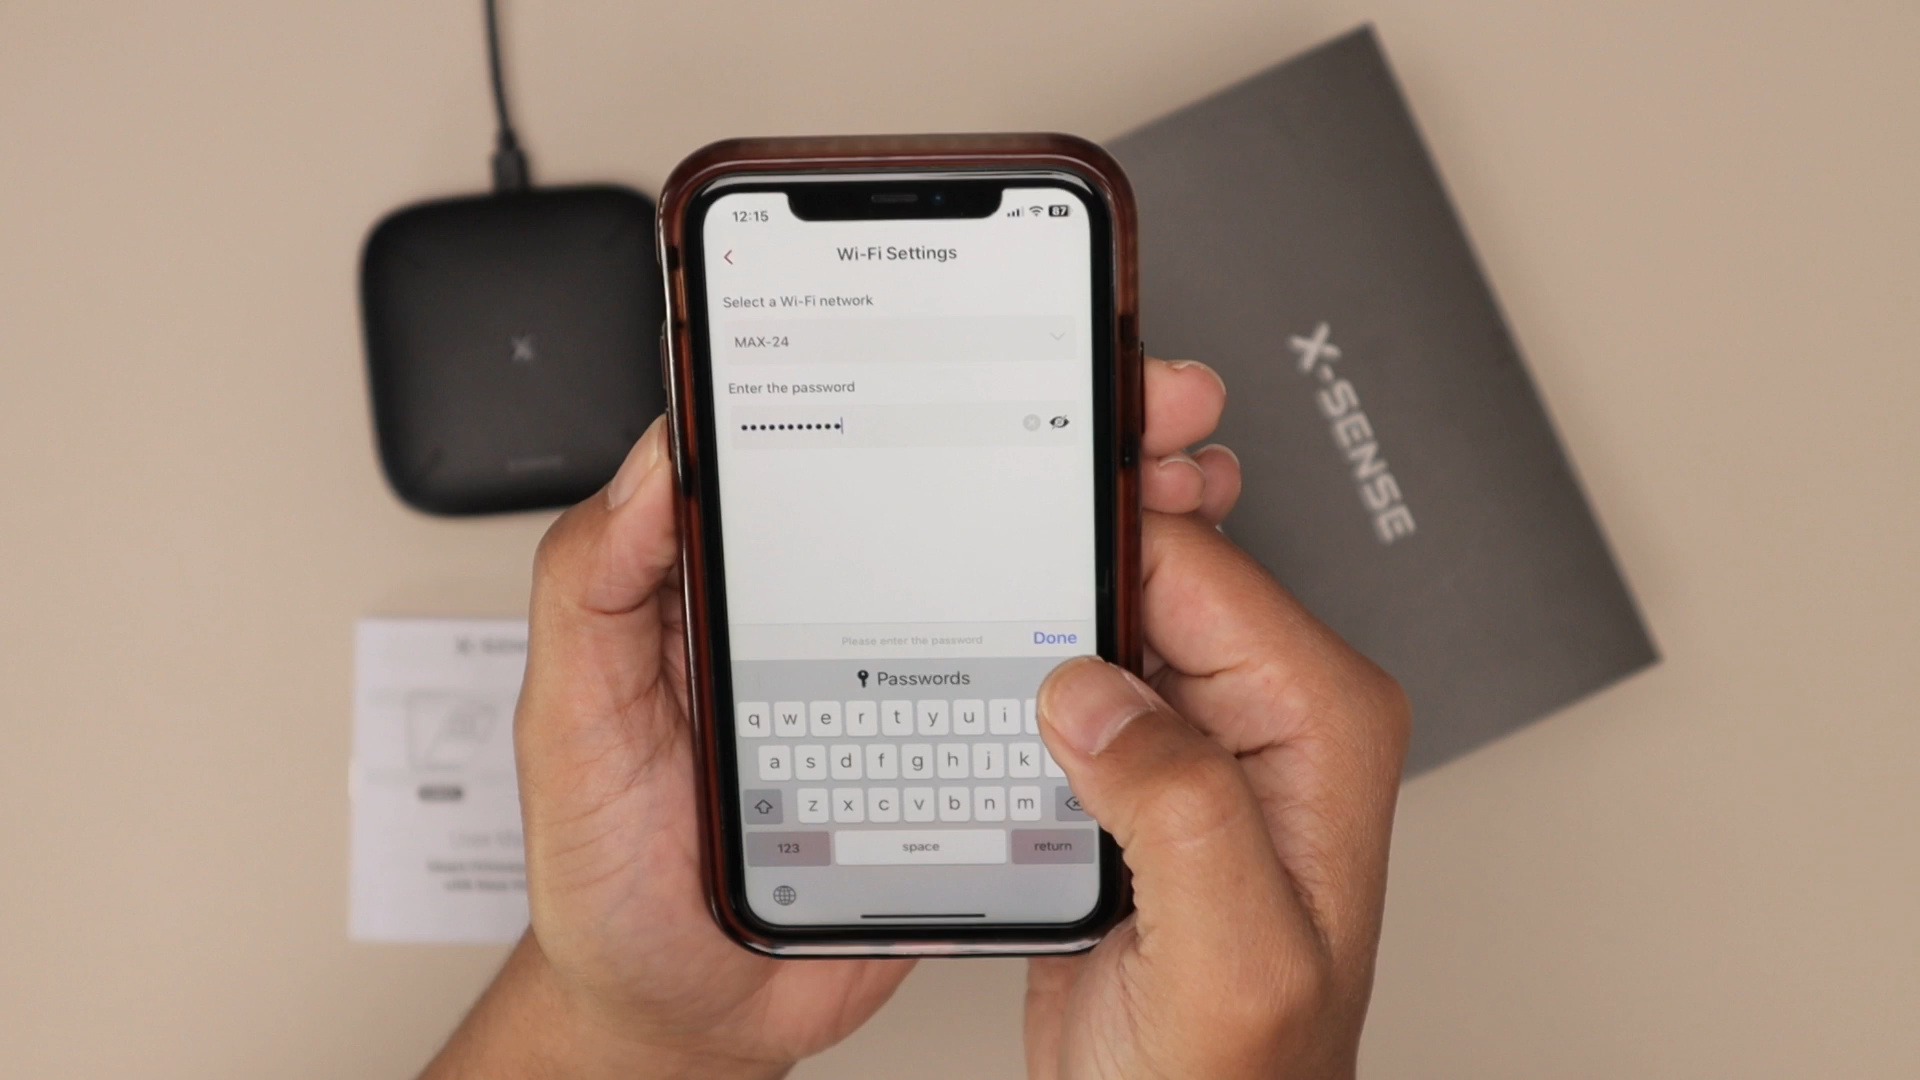 12:15
87
Wi-Fi Settings
Select a Wi-Fi network
MAX-24
Enter the password
•••••••••••
Please enter the password
Done
Passwords
q w e r t y u i
a s d f g h j k
z x c v b n m
123 space return
X-SENSE